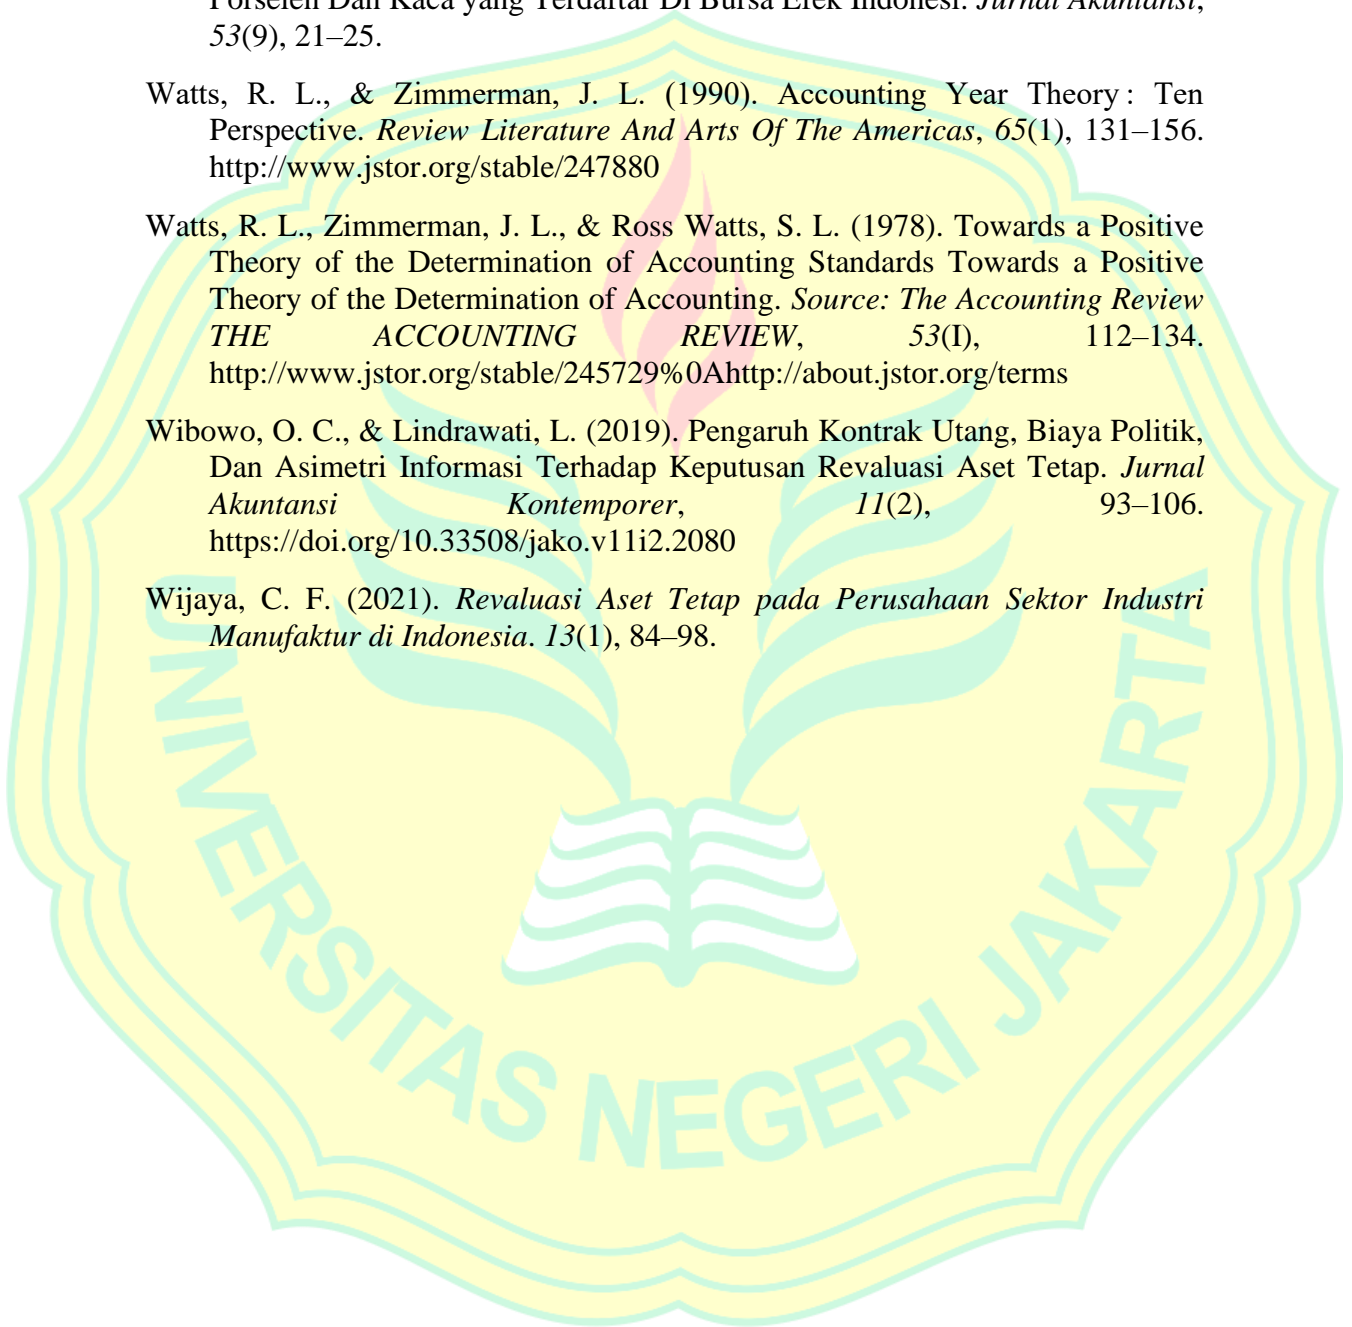 Porselen Dan Kaca yang Terdaftar Di Bursa Efek Indonesi. Jurnal Akuntansi,
53(9), 21–25.
Watts, R. L., & Zimmerman, J. L. (1990). Accounting Year Theory : Ten
Perspective. Review Literature And Arts Of The Americas, 65(1), 131–156.
http://www.jstor.org/stable/247880
Watts, R. L., Zimmerman, J. L., & Ross Watts, S. L. (1978). Towards a Positive
Theory of the Determination of Accounting Standards Towards a Positive
Theory of the Determination of Accounting. Source: The Accounting Review
THE ACCOUNTING REVIEW, 53(I), 112–134.
http://www.jstor.org/stable/245729%0Ahttp://about.jstor.org/terms
Wibowo, O. C., & Lindrawati, L. (2019). Pengaruh Kontrak Utang, Biaya Politik,
Dan Asimetri Informasi Terhadap Keputusan Revaluasi Aset Tetap. Jurnal
Akuntansi Kontemporer, 11(2), 93–106.
https://doi.org/10.33508/jako.v11i2.2080
Wijaya, C. F. (2021). Revaluasi Aset Tetap pada Perusahaan Sektor Industri
Manufaktur di Indonesia. 13(1), 84–98.
UNIVERSITAS NEGERI JAKARTA